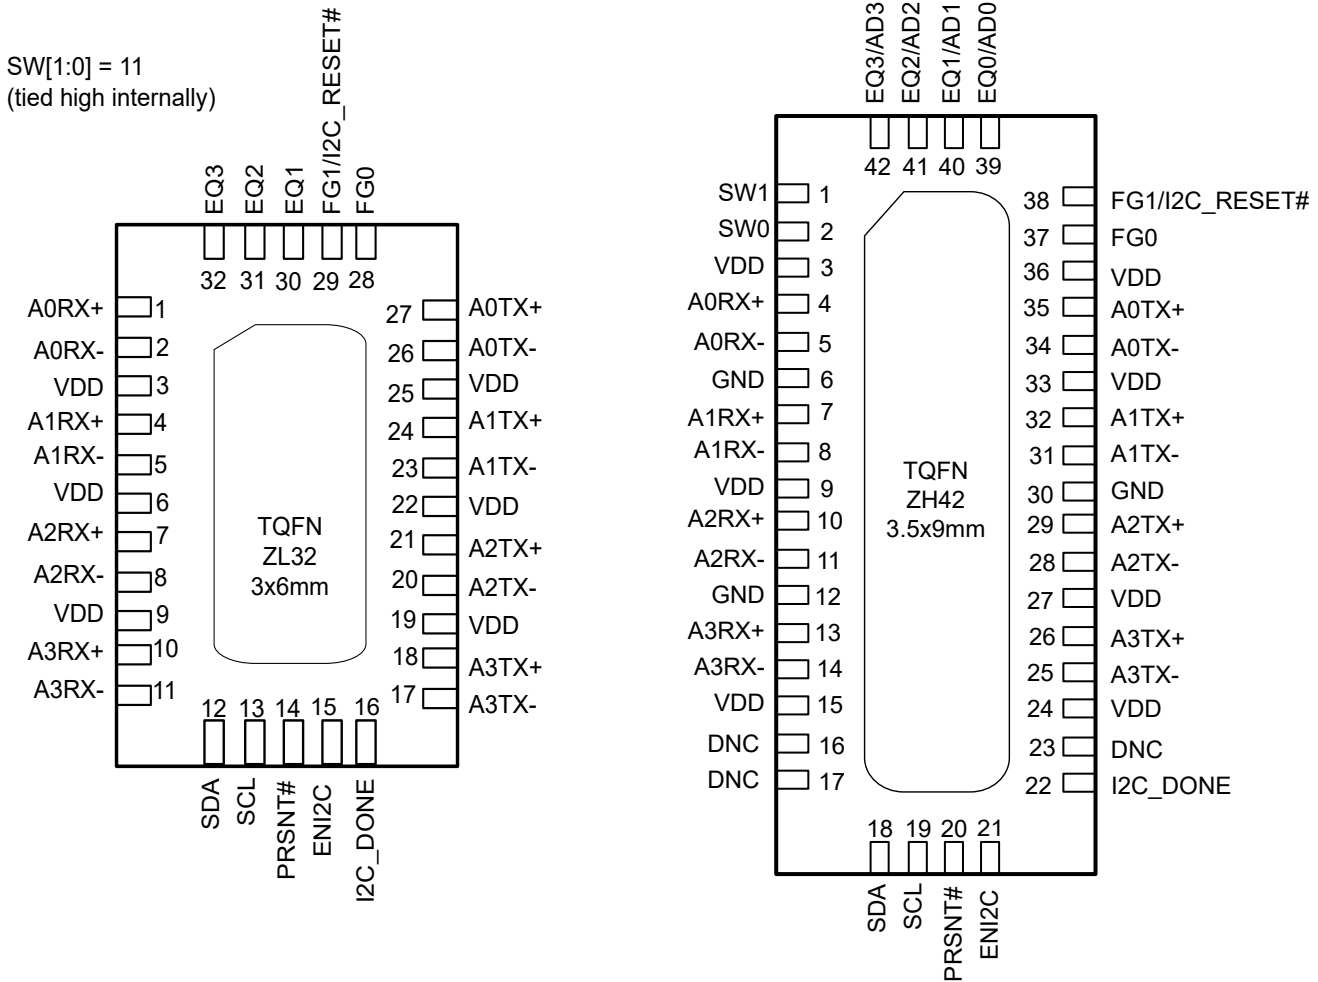 SW[1:0] = 11
(tied high internally)
EQ3
EQ2
EQ1
FG1/I2C_RESET#
FG0
32
31
30
29
28
A0RX+
1
A0RX-
2
VDD
3
A1RX+
4
A1RX-
5
VDD
6
A2RX+
7
A2RX-
8
VDD
9
A3RX+
10
A3RX-
11
TQFN
ZL32
3x6mm
27
A0TX+
26
A0TX-
25
VDD
24
A1TX+
23
A1TX-
22
VDD
21
A2TX+
20
A2TX-
19
VDD
18
A3TX+
17
A3TX-
12
13
14
15
16
SDA
SCL
PRSNT#
ENI2C
I2C_DONE
EQ3/AD3
EQ2/AD2
EQ1/AD1
EQ0/AD0
42
41
40
39
SW1
1
SW0
2
VDD
3
A0RX+
4
A0RX-
5
GND
6
A1RX+
7
A1RX-
8
VDD
9
A2RX+
10
A2RX-
11
GND
12
A3RX+
13
A3RX-
14
VDD
15
DNC
16
DNC
17
TQFN
ZH42
3.5x9mm
38
FG1/I2C_RESET#
37
FG0
36
VDD
35
A0TX+
34
A0TX-
33
VDD
32
A1TX+
31
A1TX-
30
GND
29
A2TX+
28
A2TX-
27
VDD
26
A3TX+
25
A3TX-
24
VDD
23
DNC
22
I2C_DONE
18
19
20
21
SDA
SCL
PRSNT#
ENI2C